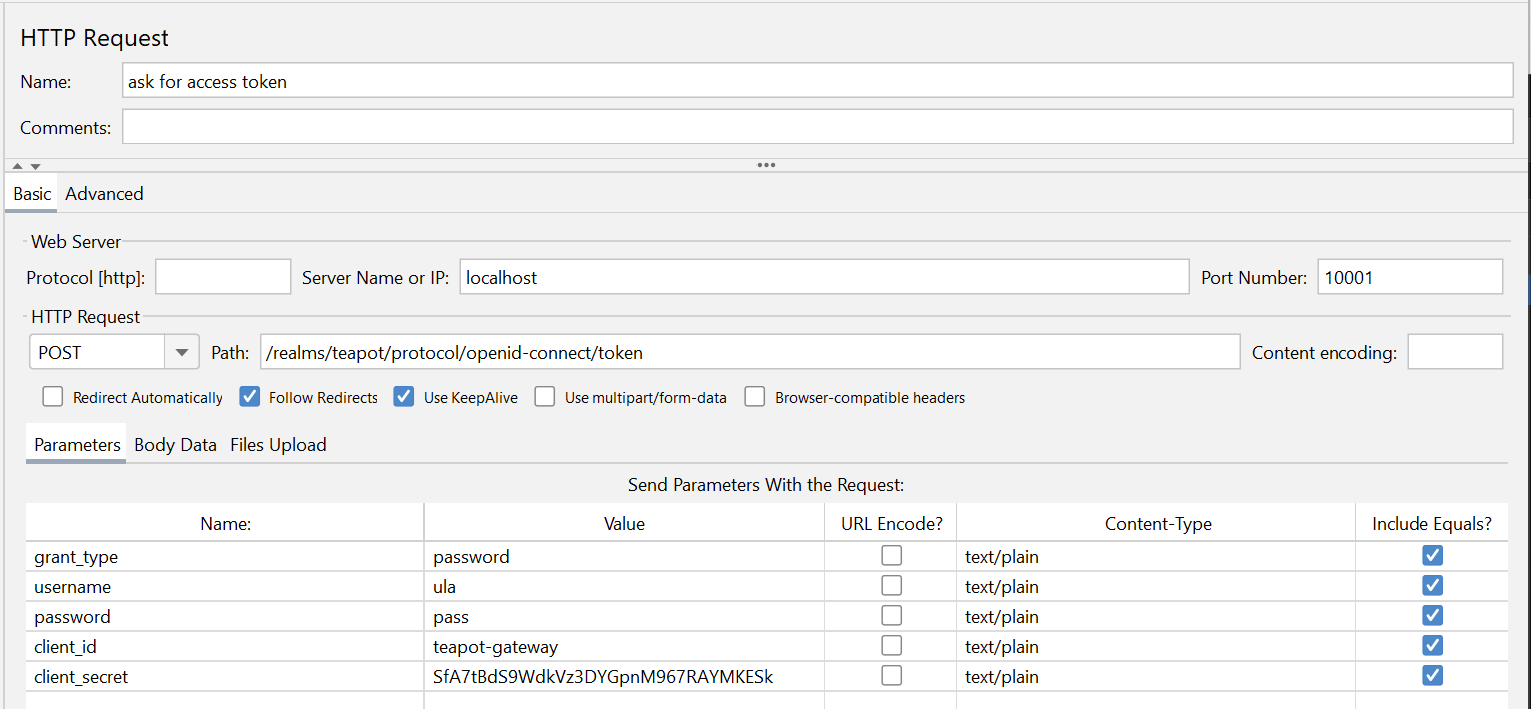 HTTP Request
Name: ask for access token
Comments:
Basic Advanced
Web Server
Protocol [http]: Server Name or IP: localhost Port Number: 10001
HTTP Request
POST Path: /realms/teapot/protocol/openid-connect/token Content encoding:
Redirect Automatically Follow Redirects Use KeepAlive Use multipart/form-data Browser-compatible headers
Parameters Body Data Files Upload
Send Parameters With the Request:
Name: Value URL Encode? Content-Type Include Equals?
grant_type password text/plain
username ula text/plain
password pass text/plain
client_id teapot-gateway text/plain
client_secret SfA7tBdS9WdkVz3DYGpnM967RAYMKESk text/plain